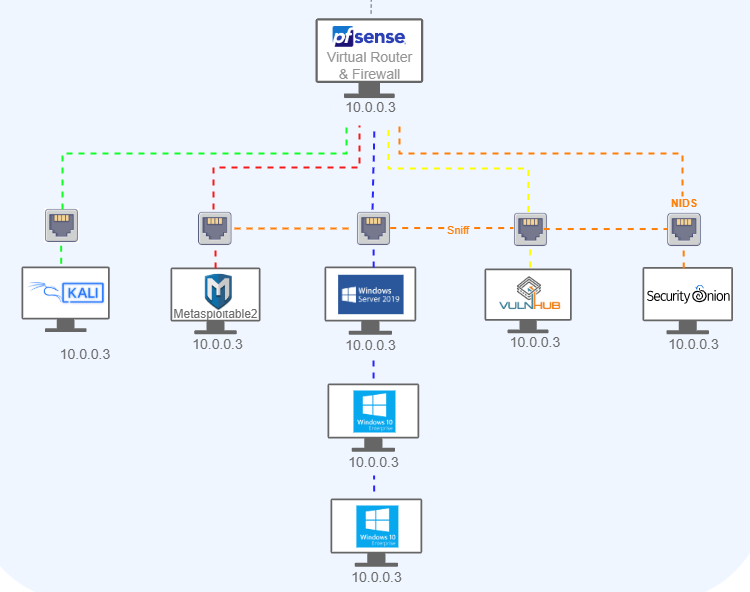 pfsense
Virtual Router
& Firewall
10.0.0.3
NIDS
Sniff
KALI
Metasploitable2
Windows
Server 2019
VULNHUB
Security Onion
10.0.0.3
10.0.0.3
10.0.0.3
10.0.0.3
10.0.0.3
Windows 10
Enterprise
10.0.0.3
Windows 10
Enterprise
10.0.0.3